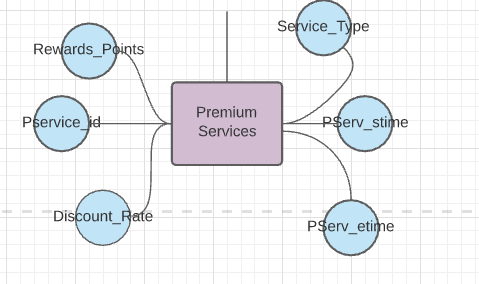 Service_Type
Rewards_Points
Premium
Services
Pservice_id
PServ_stime
Discount_Rate
PServ_etime